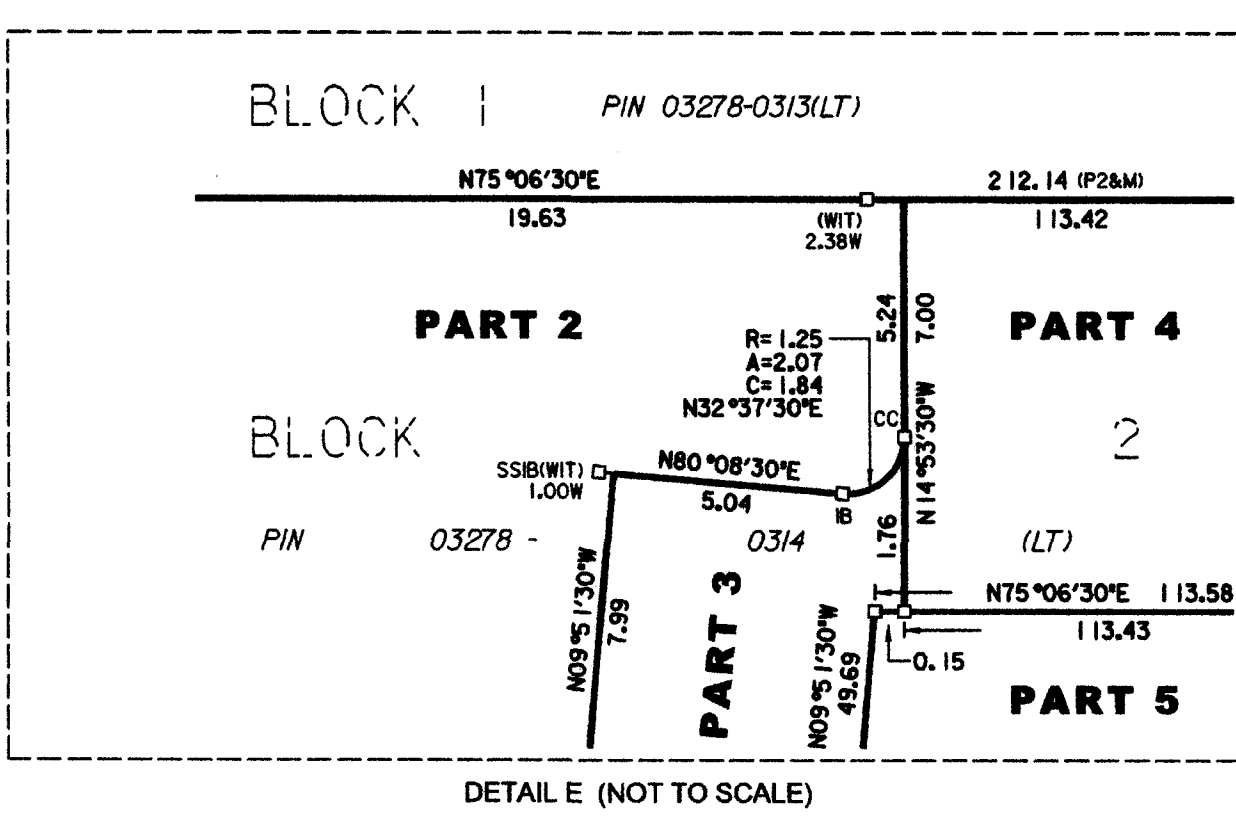 BLOCK 1 PIN 03278-0313(LT)
N75°06'30"E
212.14 (P2&M)
19.63
(WIT)
2.38W
113.42
PART 2
5.24
7.00
PART 4
R= 1.25
A=2.07
C= 1.84
N32°37'30"E
CC
N14°53'30"W
BLOCK
2
SSIB(WIT)
1.00W
N80°08'30"E
5.04
IB
PIN 03278 - 0314 (LT)
1.76
N09°51'30"W
7.99
PART 3
N09°51'30"W
49.69
N75°06'30"E 113.58
113.43
0.15
PART 5
DETAIL E (NOT TO SCALE)